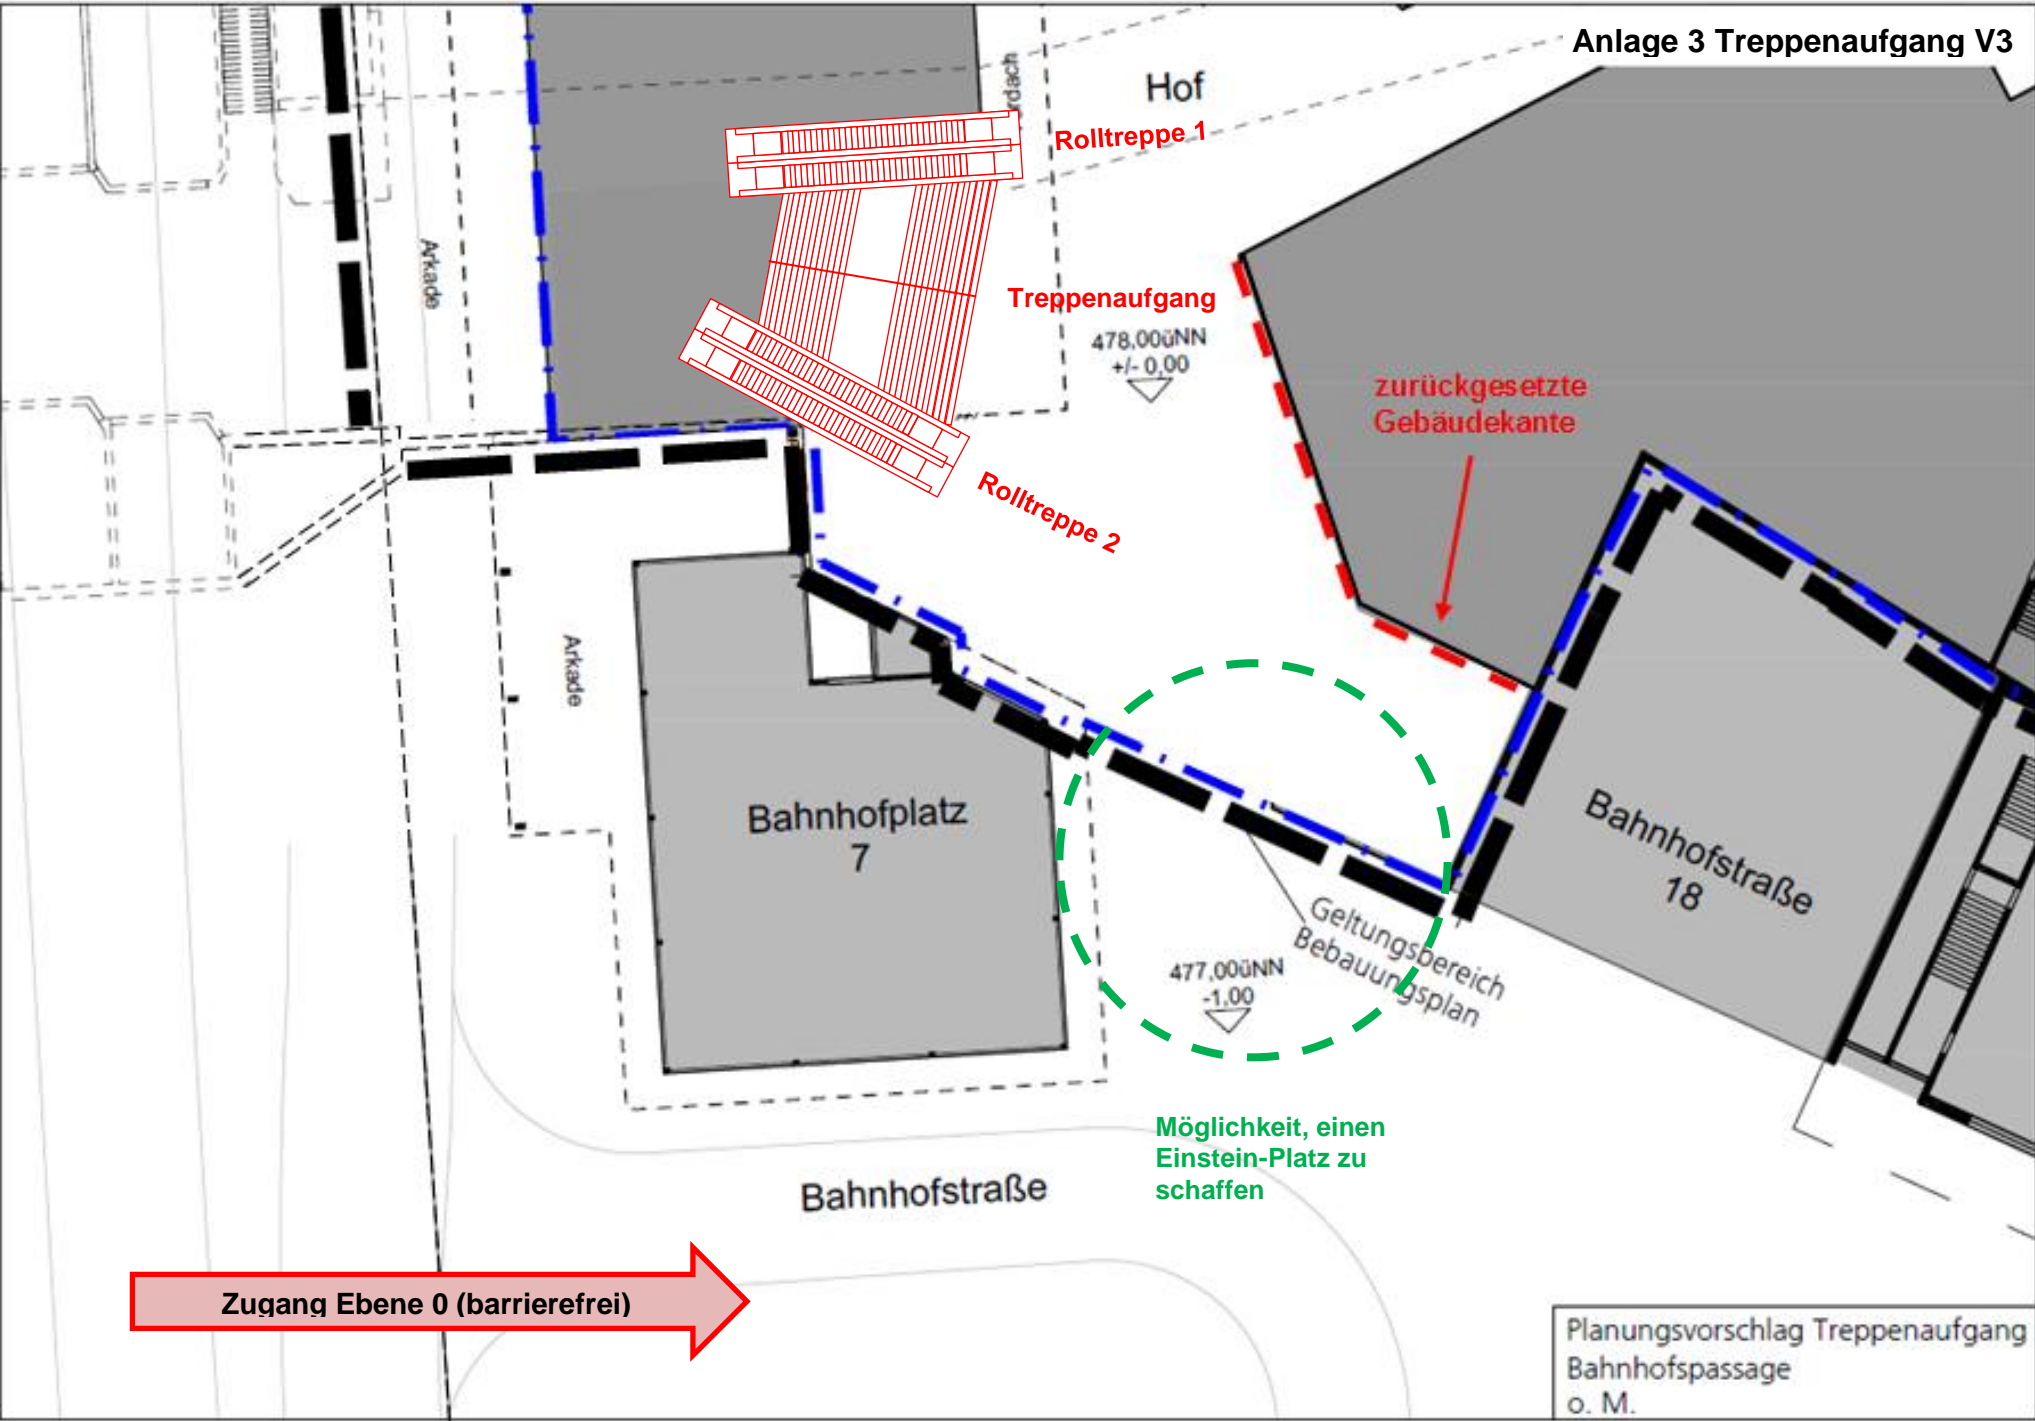 Anlage 3 Treppenaufgang V3
Hof
rdach
Rolltreppe 1
Arkade
Treppenaufgang
478,00üNN
+/- 0,00
zurückgesetzte
Gebäudekante
Rolltreppe 2
Arkade
Bahnhofplatz
7
Bahnhofstraße
18
Geltungsbereich
Bebauungsplan
477,00üNN
-1,00
Möglichkeit, einen
Einstein-Platz zu
schaffen
Bahnhofstraße
Zugang Ebene 0 (barrierefrei)
Planungsvorschlag Treppenaufgang
Bahnhofspassage
o. M.